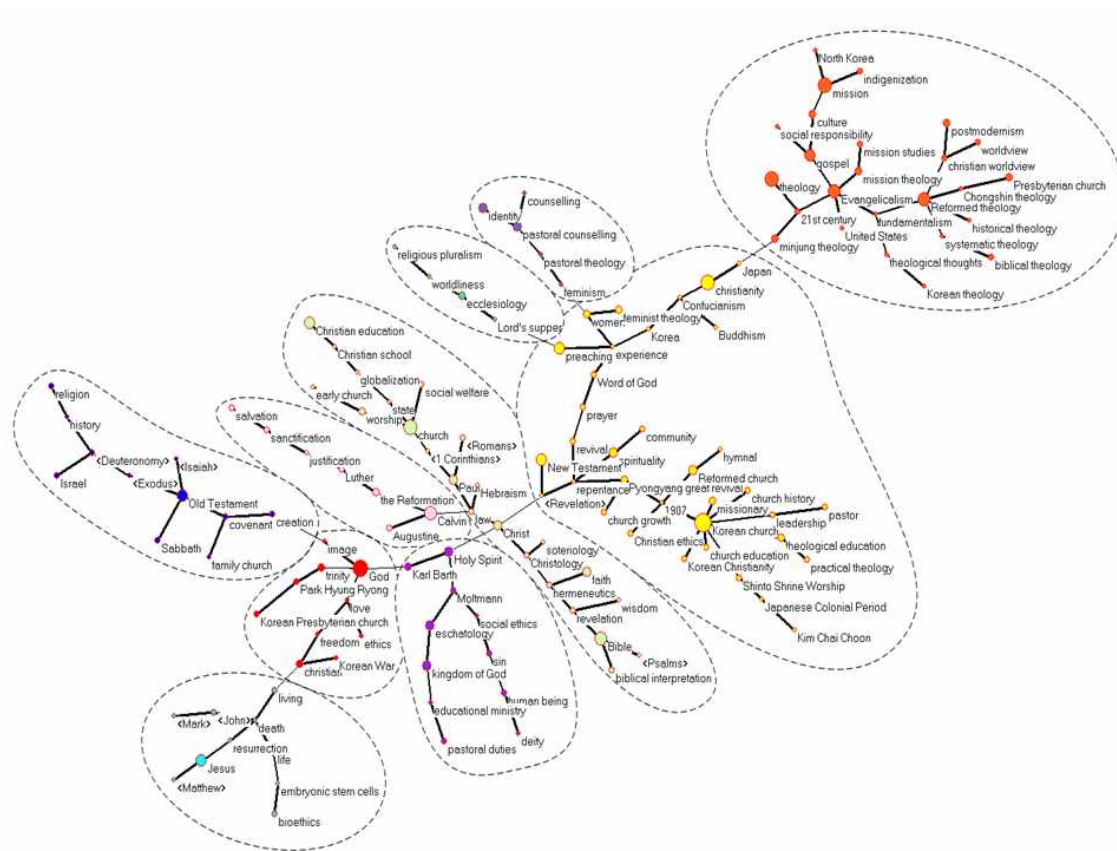 North Korea
indigenization
mission
culture
social responsibility
postmodernism
gospel
mission studies
worldview
christian worldview
theology
mission theology
Presbyterian church
Chongshin theology
Evangelicalism
Reformed theology
21st century
fundamentalism
historical theology
United States
systematic theology
minjung theology
theological thoughts
biblical theology
Korean theology
counselling
Identity
pastoral counselling
pastoral theology
feminism
religious pluralism
worldliness
ecclesiology
Lord's supper
Japan
christianity
Confucianism
Buddhism
women
feminist theology
Korea
preaching
experience
Word of God
prayer
revival
community
spirituality
New Testament
repentance
<Revelation>
Pyongyang great revival
hymnal
Reformed church
1907
church growth
missionary
church history
Korean church
leadership
pastor
Christian ethics
church education
theological education
Korean Christianity
practical theology
Shinto Shrine Worship
Japanese Colonial Period
Kim Chai Choon
Christian education
Christian school
globalization
social welfare
early church
state
worship
church
<Romans>
<1 Corinthians>
Paul
Hebraism
salvation
sanctification
justification
Luther
the Reformation
Calvin
law
Augustine
Christ
religion
history
<Deuteronomy>
<Isaiah>
Israel
<Exodus>
Old Testament
covenant
creation
Sabbath
family church
image
trinity
God
Karl Barth
Holy Spirit
Park Hyung Ryong
love
Korean Presbyterian church
freedom
ethics
christian
Korean War
Moltmann
social ethics
eschatology
sin
kingdom of God
human being
educational ministry
deity
pastoral duties
soteriology
Christology
faith
hermeneutics
wisdom
revelation
Bible
<Psalms>
biblical interpretation
living
<Mark>
<John>
death
resurrection
life
Jesus
<Matthew>
embryonic stem cells
bioethics